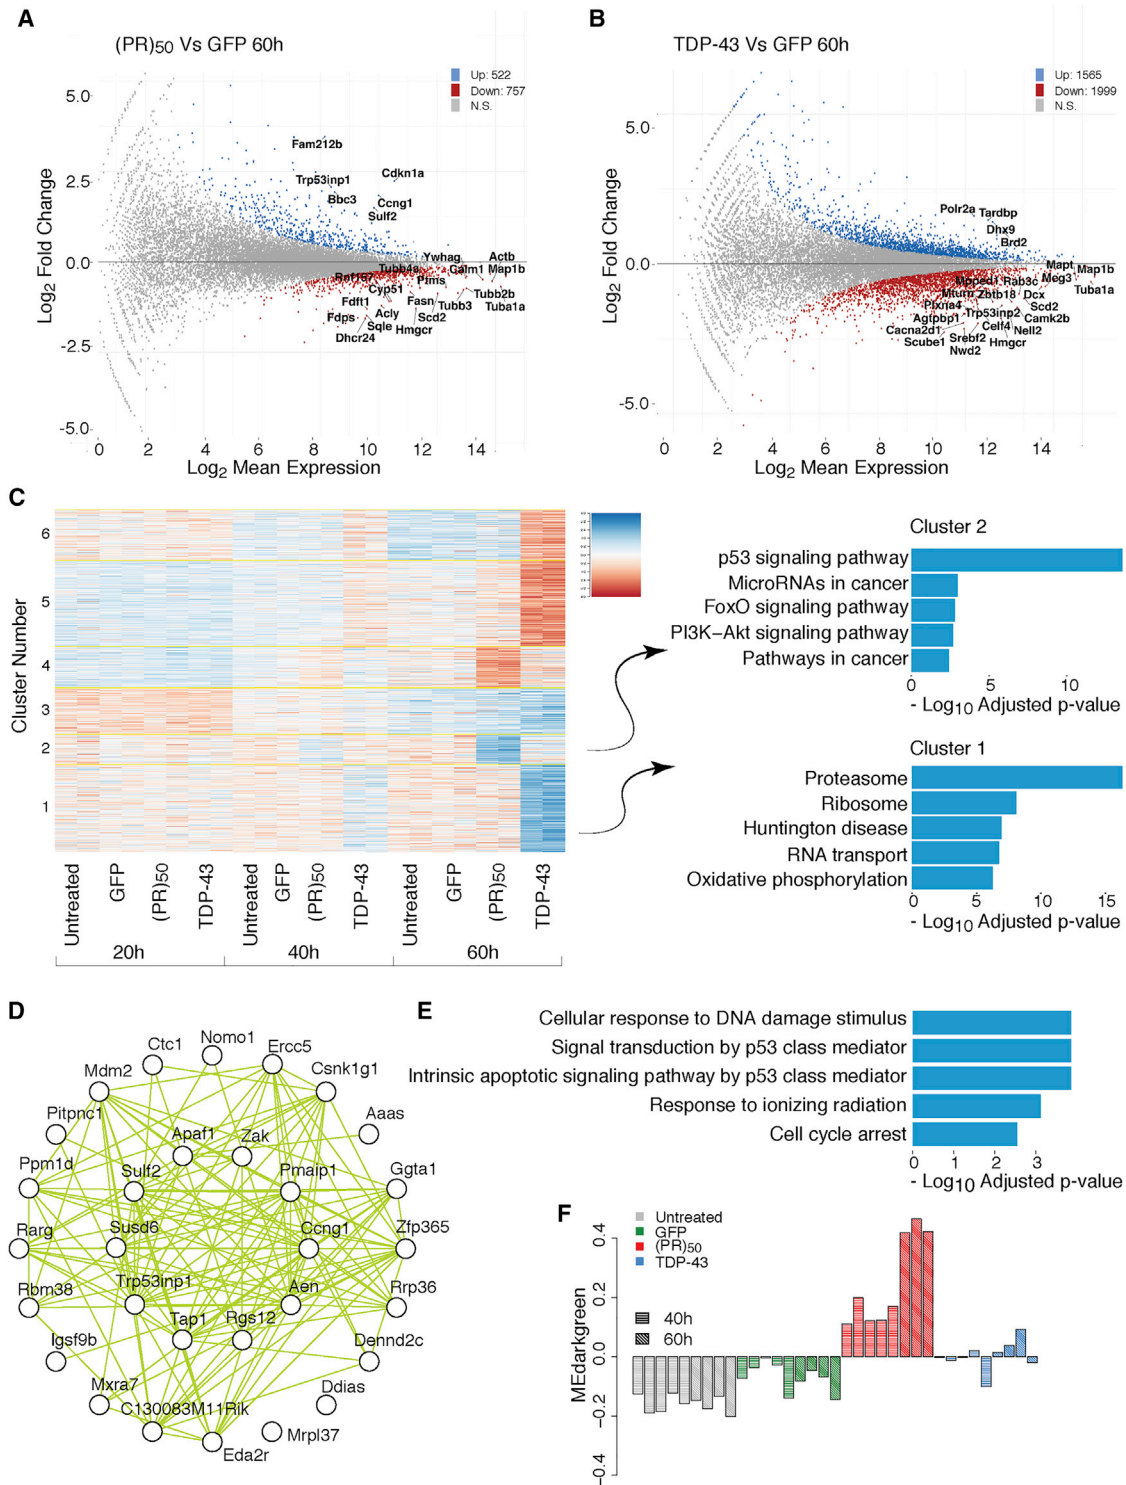 A
(PR)50 Vs GFP 60h
Up: 522
Down: 757
N.S.
5.0
2.5
0.0
-2.5
-5.0
Log2 Fold Change
Fam212b
Trp53inp1
Cdkn1a
Bbc3
Ccng1
Sulf2
Ywhag
Actb
Tubb4a
Calm1
Map1b
Rnf167
Ptms
Cyp51
Tubb2b
Fdft1
Fasn
Tubb3
Tuba1a
Fdps
Acly
Scd2
Sqle
Hmgcr
Dhcr24
0 2 4 6 8 10 12 14
Log2 Mean Expression
B
TDP-43 Vs GFP 60h
Up: 1565
Down: 1999
N.S.
5.0
0.0
-5.0
Log2 Fold Change
Polr2a
Tardbp
Dhx9
Brd2
Mapt
Map1b
Mpped1
Rab3c
Meg3
Tuba1a
Mturn
Zbtb18
Dcx
Plxna4
Scd2
Agtpbp1
Trp53inp2
Camk2b
Cacna2d1
Celf4
Nell2
Scube1
Srebf2
Hmgcr
Nwd2
0 2 4 6 8 10 12 14
Log2 Mean Expression
C
Cluster Number
6
5
4
3
2
1
Untreated
GFP
(PR)50
TDP-43
Untreated
GFP
(PR)50
TDP-43
Untreated
GFP
(PR)50
TDP-43
20h
40h
60h
Cluster 2
p53 signaling pathway
MicroRNAs in cancer
FoxO signaling pathway
PI3K−Akt signaling pathway
Pathways in cancer
0 5 10
- Log10 Adjusted p-value
Cluster 1
Proteasome
Ribosome
Huntington disease
RNA transport
Oxidative phosphorylation
0 5 10 15
- Log10 Adjusted p-value
D
Nomo1
Ctc1
Ercc5
Mdm2
Csnk1g1
Pitpnc1
Aaas
Apaf1
Zak
Ppm1d
Sulf2
Pmaip1
Ggta1
Rarg
Susd6
Ccng1
Zfp365
Rbm38
Trp53inp1
Aen
Rrp36
Tap1
Rgs12
Igsf9b
Dennd2c
Mxra7
Ddias
C130083M11Rik
Mrpl37
Eda2r
E
Cellular response to DNA damage stimulus
Signal transduction by p53 class mediator
Intrinsic apoptotic signaling pathway by p53 class mediator
Response to ionizing radiation
Cell cycle arrest
0 1 2 3
- Log10 Adjusted p-value
F
Untreated
GFP
(PR)50
TDP-43
40h
60h
MEdarkgreen
0.4
0.2
0.0
−0.2
−0.4